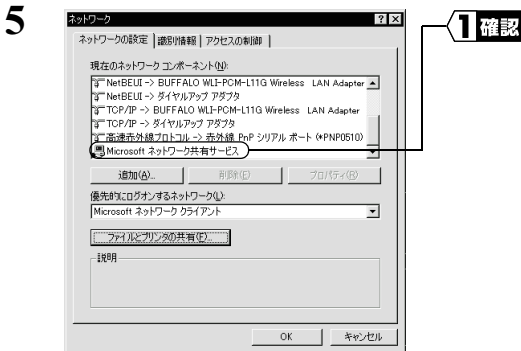 5
ネットワーク
ネットワークの設定 識別情報 アクセスの制御
現在のネットワーク コンポーネント(N):
NetBEUI -> BUFFALO WLI-PCM-L11G Wireless LAN Adapter
NetBEUI -> ダイヤルアップ アダプタ
TCP/IP -> BUFFALO WLI-PCM-L11G Wireless LAN Adapter
TCP/IP -> ダイヤルアップ アダプタ
高速赤外線プロトコル -> 赤外線 PnP シリアル ポート (*PNP0510)
Microsoft ネットワーク共有サービス
追加(A)... 削除(E) プロパティ(R)
優先的にログオンするネットワーク(L):
Microsoft ネットワーク クライアント
ファイルとプリンタの共有(F)...
説明
OK キャンセル
1 確認